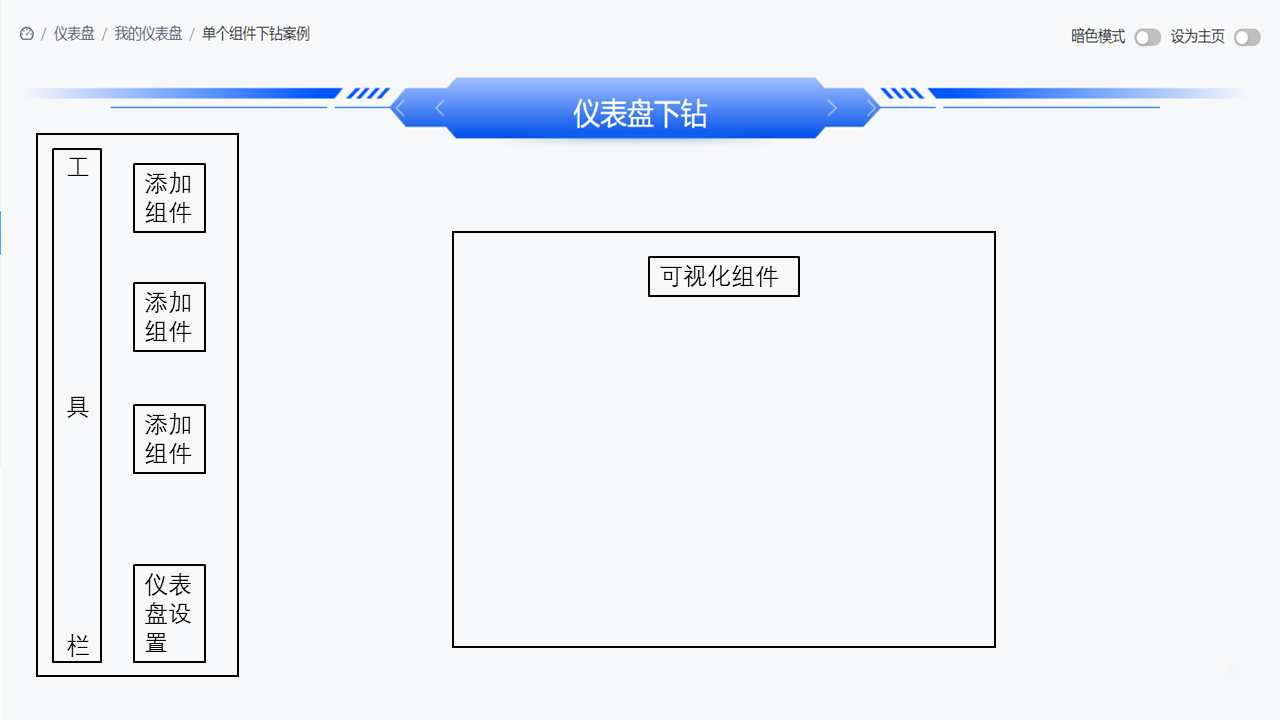 / 仪表盘 / 我的仪表盘 / 单个组件下钻案例
暗色模式 设为主页
仪表盘下钻
工
具
栏
添加
组件
添加
组件
添加
组件
仪表
盘设
置
可视化组件